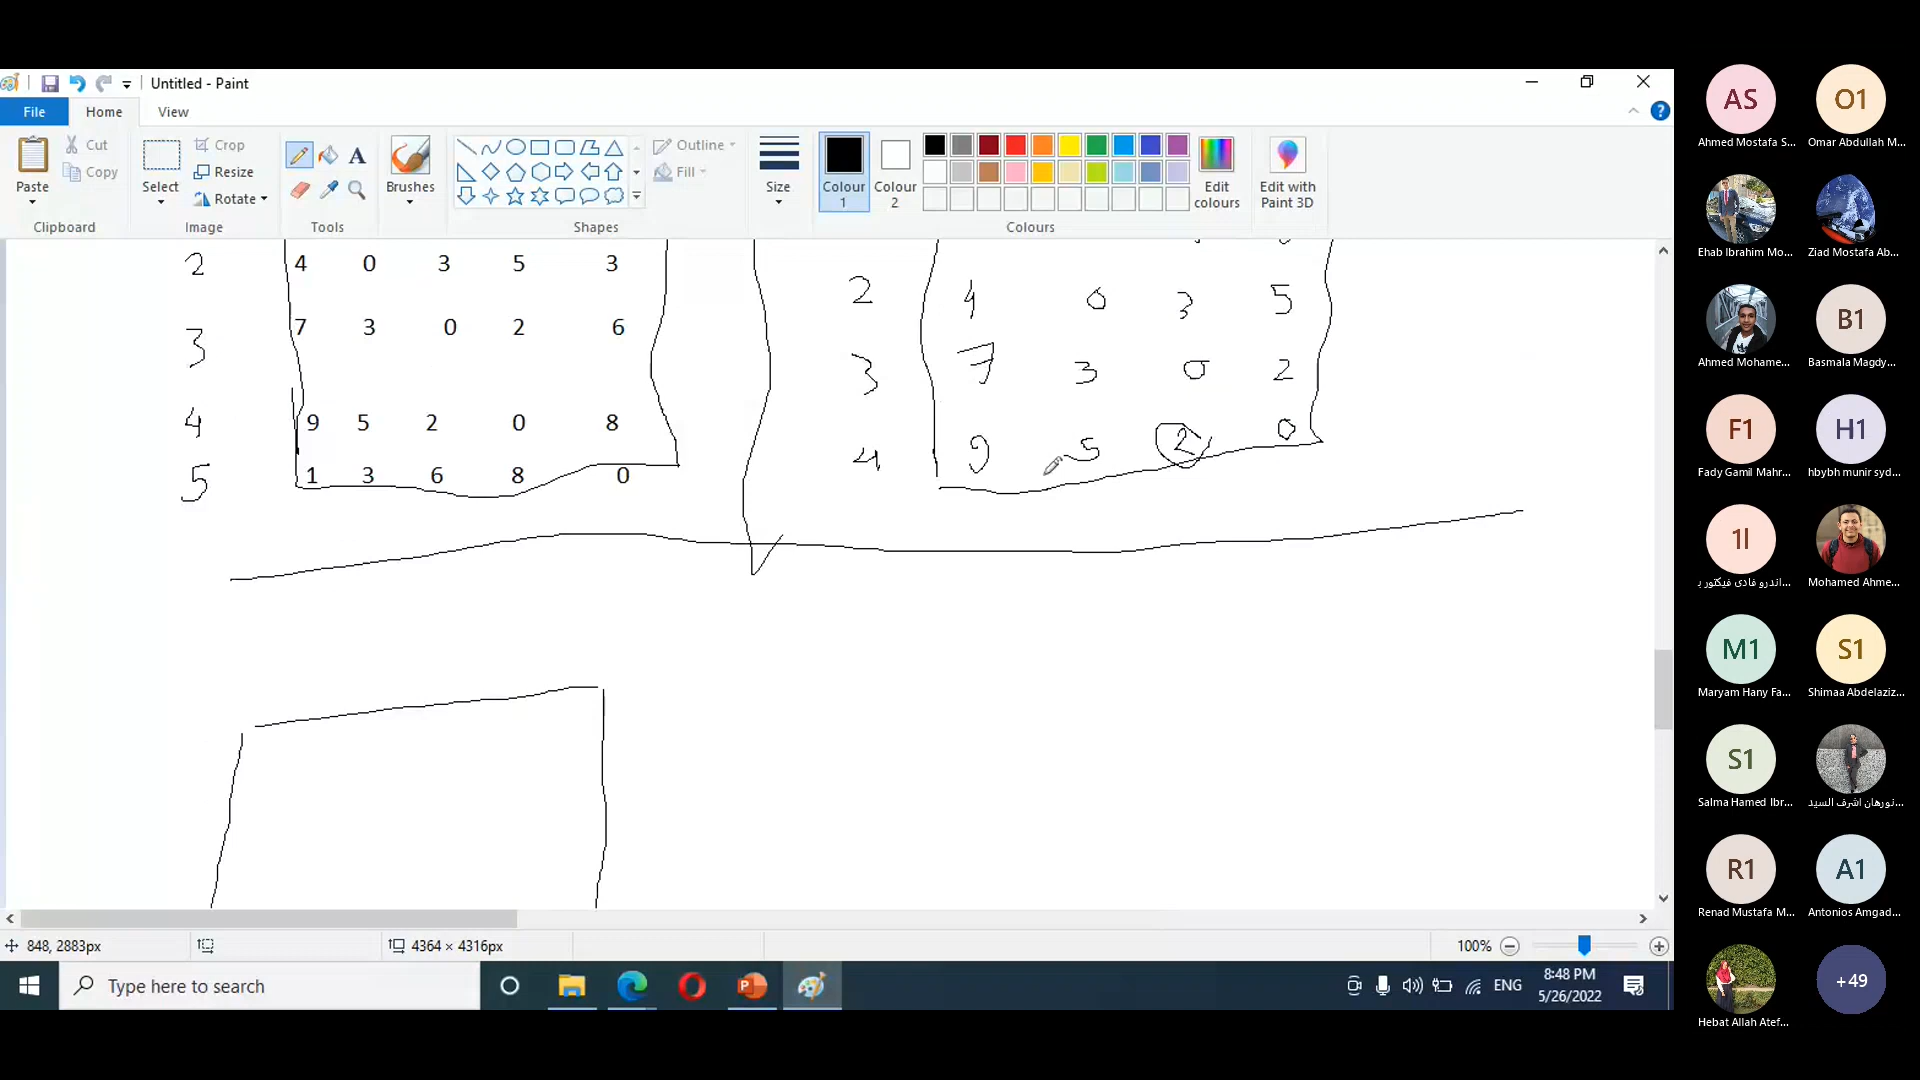 Untitled - Paint
File
Home
View
Paste
Cut
Copy
Clipboard
Select
Crop
Resize
Rotate
Image
A
Tools
Brushes
Shapes
Outline
Fill
Size
Colour 1
Colour 2
Edit colours
Edit with Paint 3D
Colours
2 4 0 3 5 3
3 7 3 0 2 6
4 9 5 2 0 8
5 1 3 6 8 0
2 4 0 3 5
3 7 3 0 2
4 9 5 2 0
848, 2883px
4364 × 4316px
100%
Type here to search
ENG
8:48 PM
5/26/2022
AS
Ahmed Mostafa S...
O1
Omar Abdullah M...
Ehab Ibrahim Mo...
Ziad Mostafa Ab...
Ahmed Mohame...
B1
Basmala Magdy...
F1
Fady Gamil Mahr...
H1
hbybh munir syd...
1ا
اندرو فادى فيكتور ب...
Mohamed Ahme...
M1
Maryam Hany Fa...
S1
Shimaa Abdelaziz...
S1
Salma Hamed Ibr...
نورهان اشرف السيد...
R1
Renad Mustafa M...
A1
Antonios Amgad...
Hebat Allah Atef...
+49